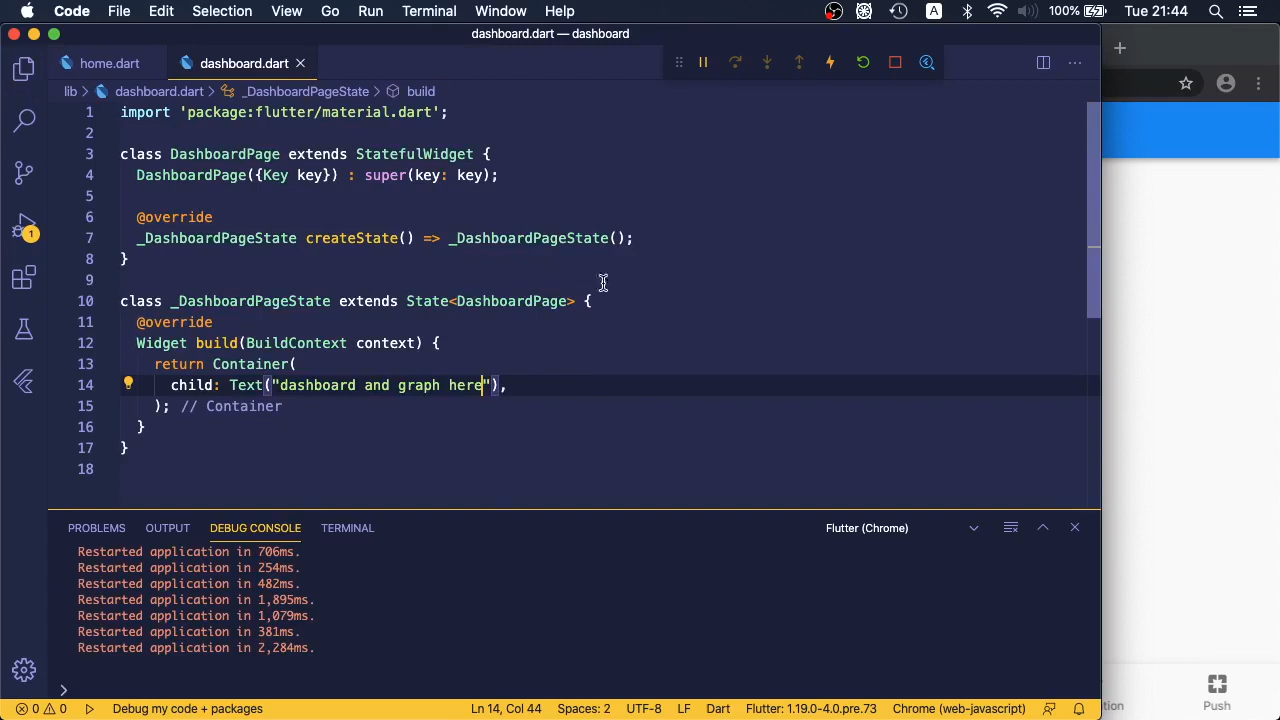 Code File Edit Selection View Go Run Terminal Window Help A 100% Tue 21:44
dashboard.dart — dashboard
home.dart dashboard.dart
lib > dashboard.dart > _DashboardPageState > build
1 import 'package:flutter/material.dart';
2
3 class DashboardPage extends StatefulWidget {
4 DashboardPage({Key key}) : super(key: key);
5
6 @override
7 _DashboardPageState createState() => _DashboardPageState();
8 }
9
10 class _DashboardPageState extends State<DashboardPage> {
11 @override
12 Widget build(BuildContext context) {
13 return Container(
14 child: Text("dashboard and graph here"),
15 ); // Container
16 }
17 }
18
1
PROBLEMS OUTPUT DEBUG CONSOLE TERMINAL Flutter (Chrome)
Restarted application in 706ms.
Restarted application in 254ms.
Restarted application in 482ms.
Restarted application in 1,895ms.
Restarted application in 1,079ms.
Restarted application in 381ms.
Restarted application in 2,284ms.
>
tion Push
0 0 Debug my code + packages Ln 14, Col 44 Spaces: 2 UTF-8 LF Dart Flutter: 1.19.0-4.0.pre.73 Chrome (web-javascript)